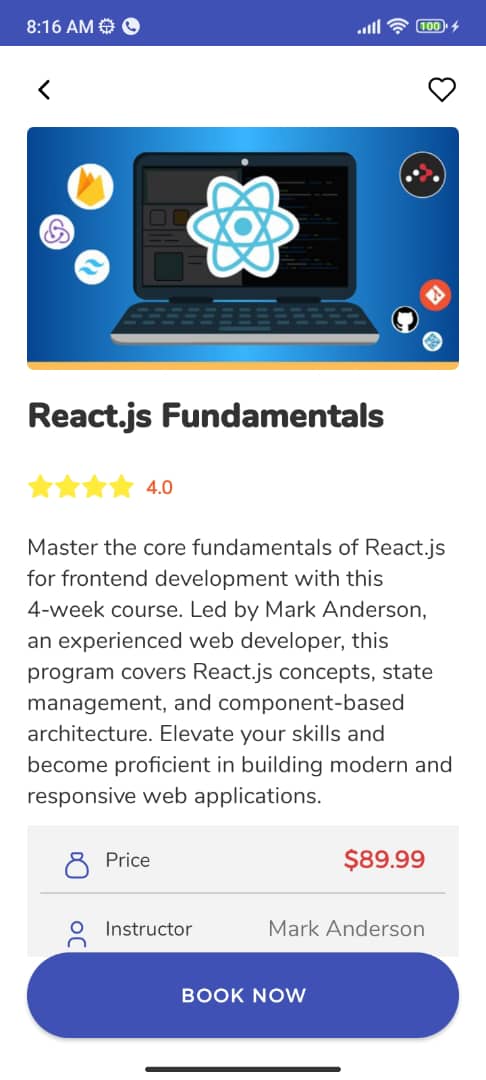 8:16 AM
100
React.js Fundamentals
4.0
Master the core fundamentals of React.js
for frontend development with this
4-week course. Led by Mark Anderson,
an experienced web developer, this
program covers React.js concepts, state
management, and component-based
architecture. Elevate your skills and
become proficient in building modern and
responsive web applications.
Price $89.99
Instructor Mark Anderson
BOOK NOW